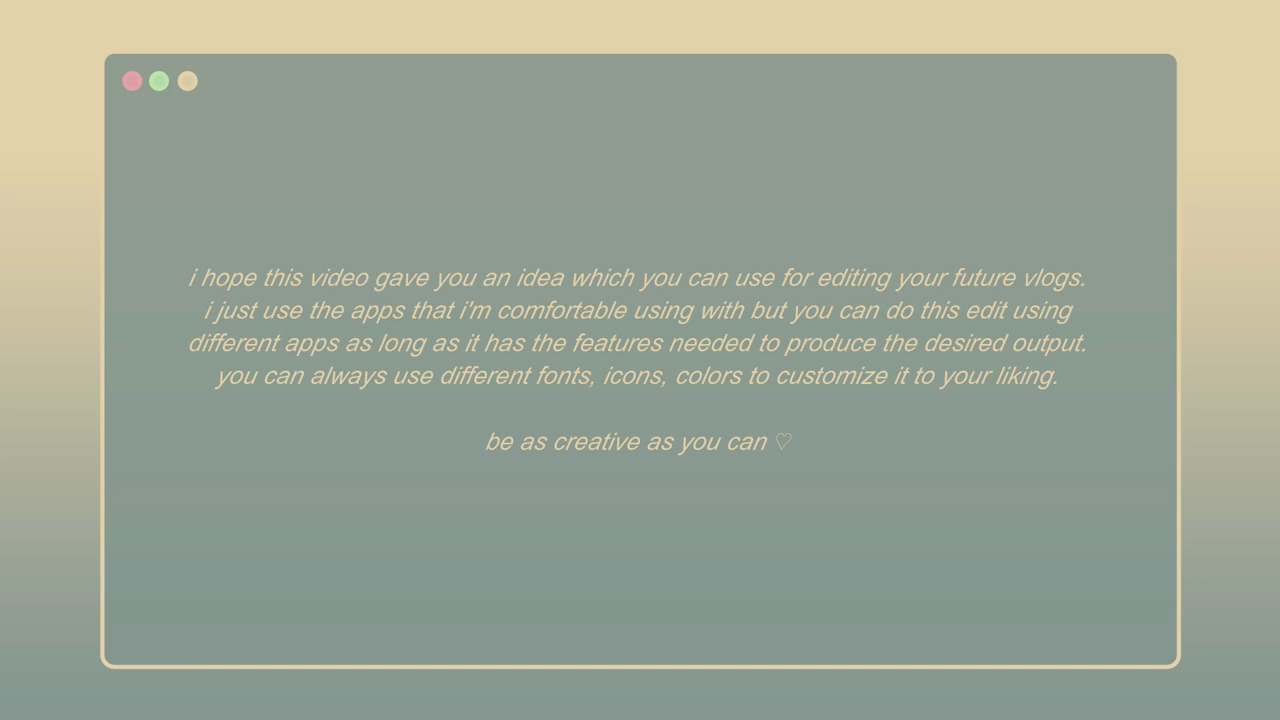 i hope this video gave you an idea which you can use for editing your future vlogs.
i just use the apps that i'm comfortable using with but you can do this edit using
different apps as long as it has the features needed to produce the desired output.
you can always use different fonts, icons, colors to customize it to your liking.
be as creative as you can ♡